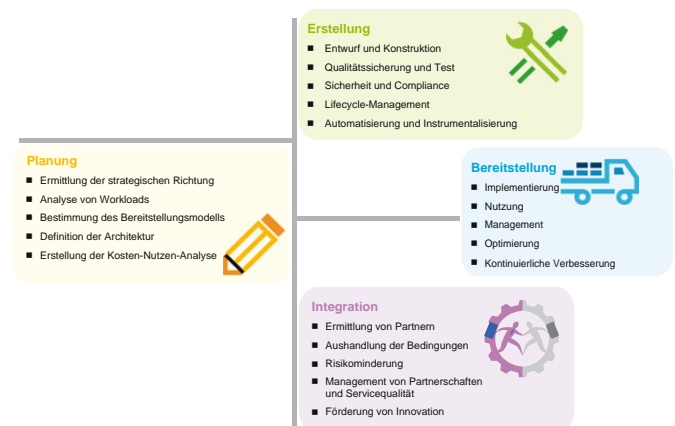 Erstellung
■ Entwurf und Konstruktion
■ Qualitätssicherung und Test
■ Sicherheit und Compliance
■ Lifecycle-Management
■ Automatisierung und Instrumentalisierung
Planung
■ Ermittlung der strategischen Richtung
■ Analyse von Workloads
■ Bestimmung des Bereitstellungsmodells
■ Definition der Architektur
■ Erstellung der Kosten-Nutzen-Analyse
Bereitstellung
■ Implementierung
■ Nutzung
■ Management
■ Optimierung
■ Kontinuierliche Verbesserung
Integration
■ Ermittlung von Partnern
■ Aushandlung der Bedingungen
■ Risikominderung
■ Management von Partnerschaften
und Servicequalität
■ Förderung von Innovation